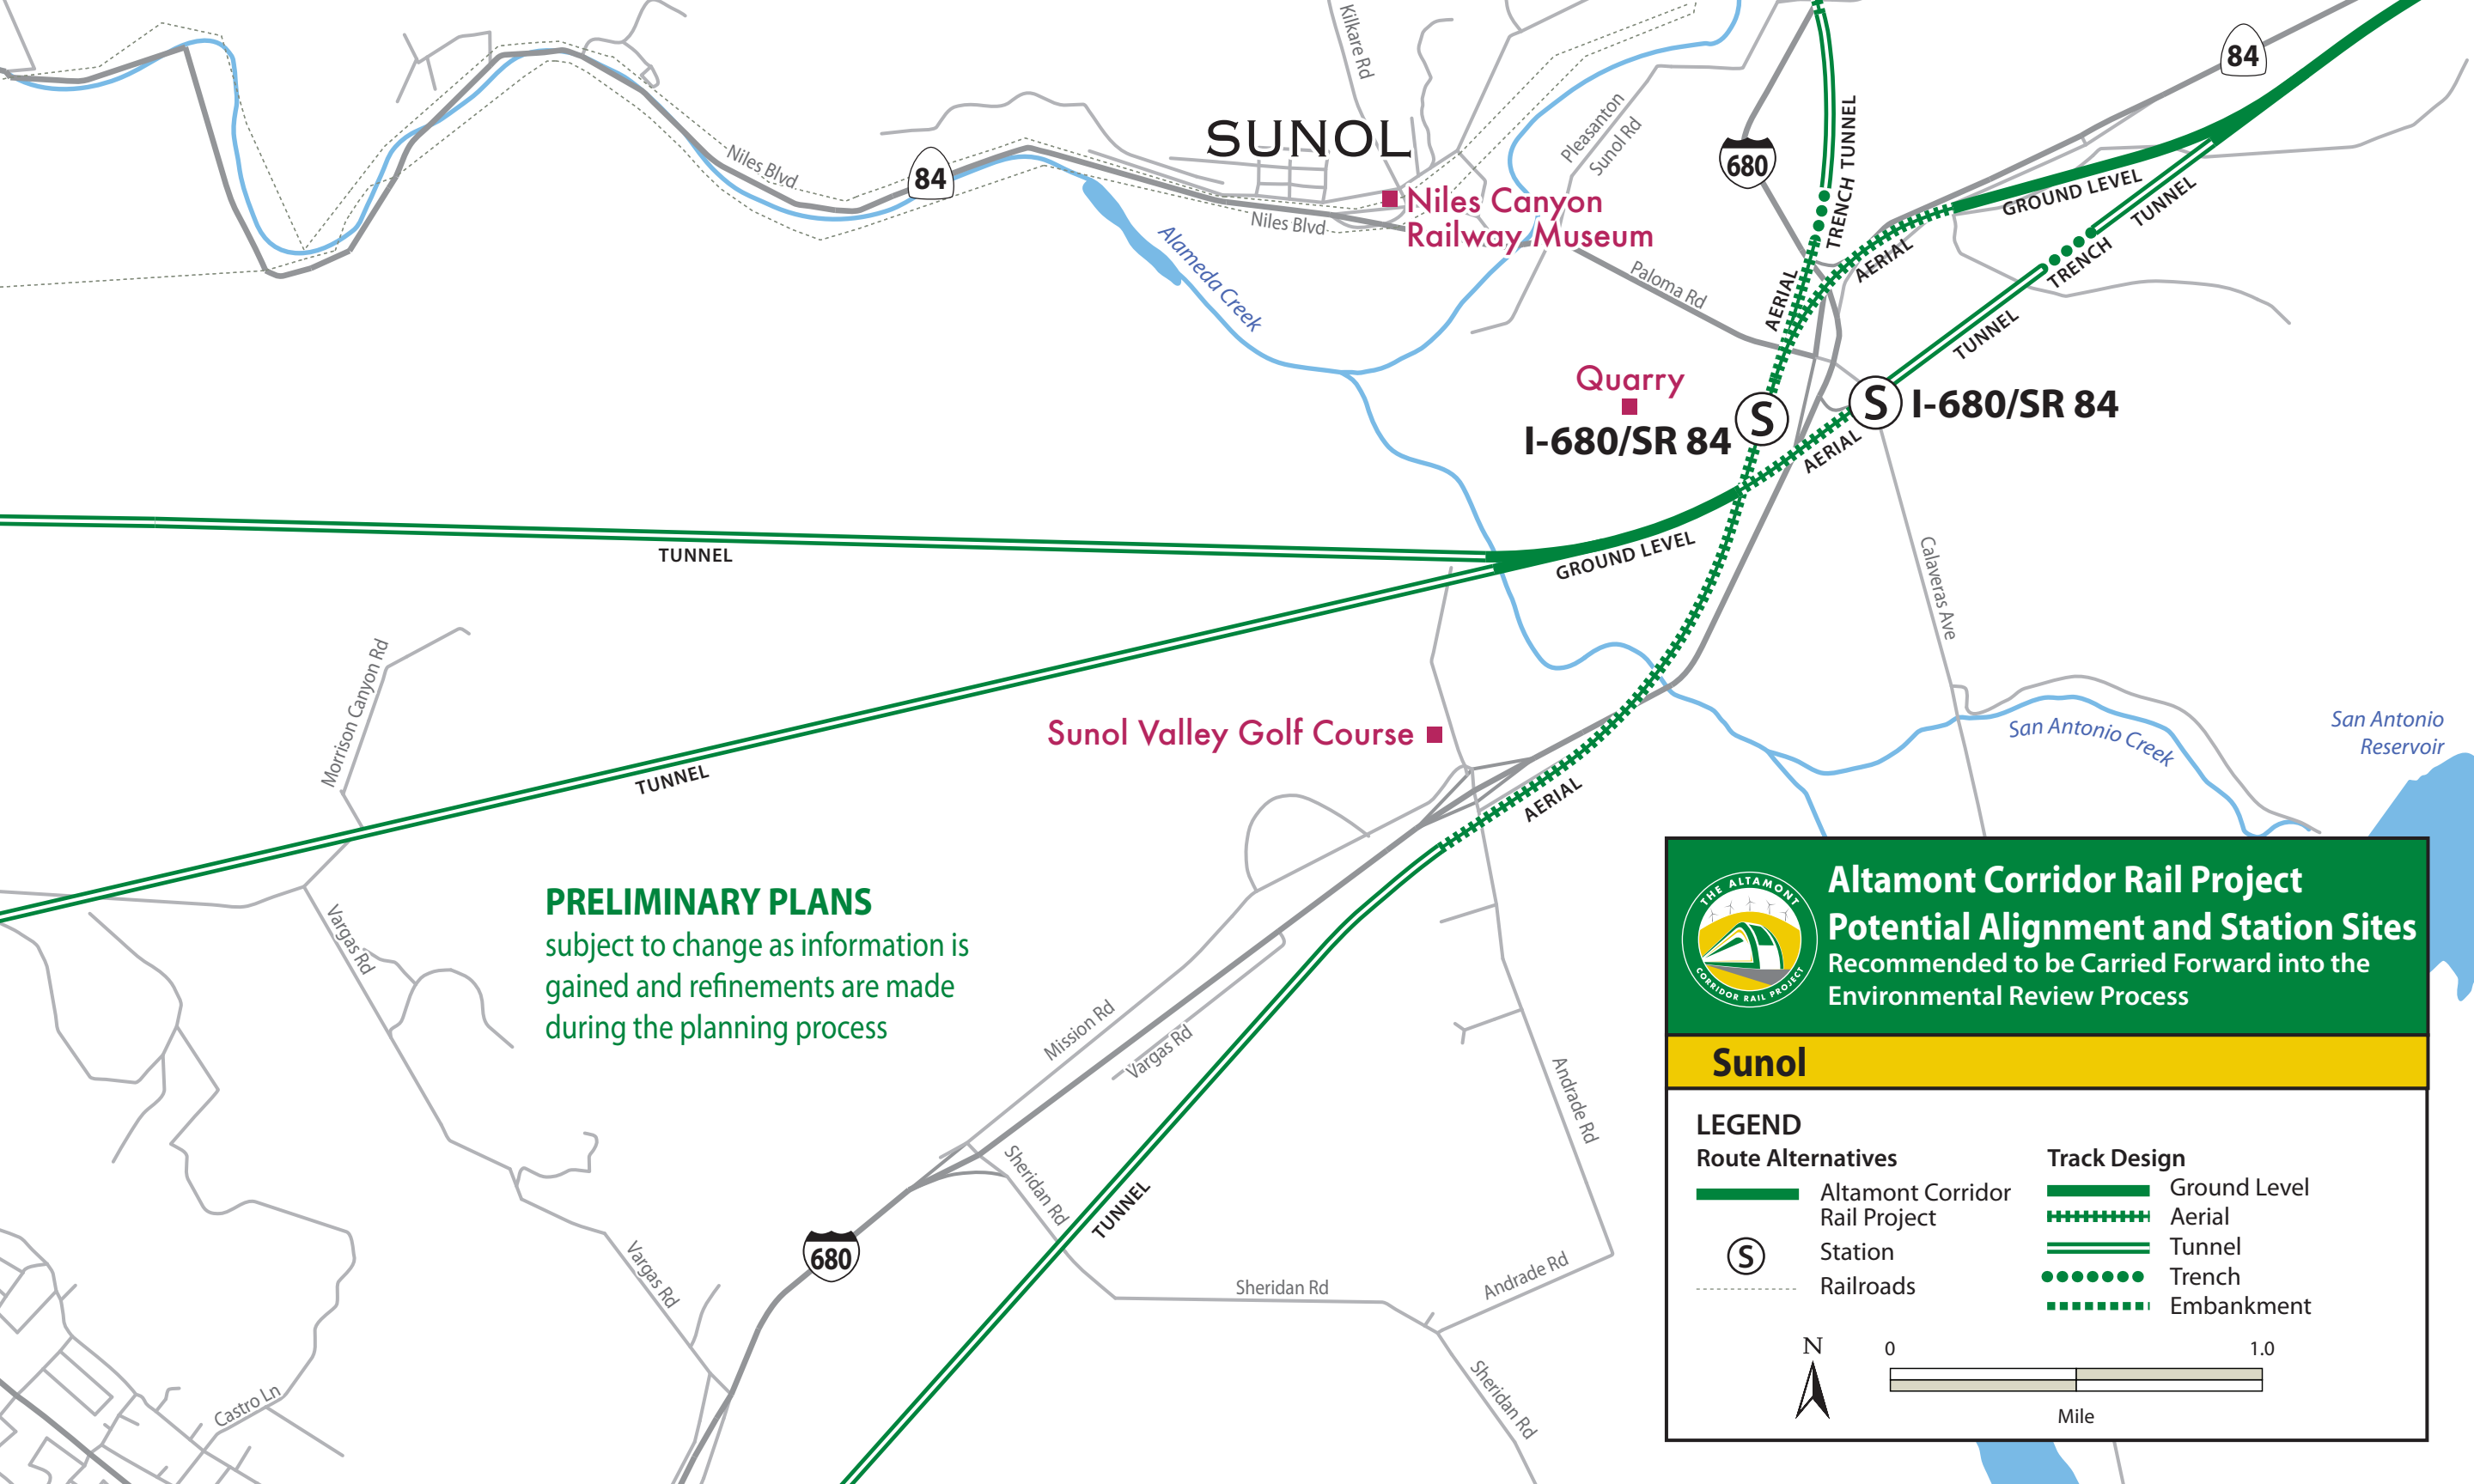 Kilkare Rd
84
SUNOL
Pleasanton
Sunol Rd
680
TRENCH TUNNEL
Niles Blvd
84
Niles Canyon
Railway Museum
Niles Blvd
GROUND LEVEL
TUNNEL
Alameda Creek
Paloma Rd
AERIAL
AERIAL
TRENCH
TUNNEL
Quarry
I-680/SR 84
S
S
I-680/SR 84
AERIAL
TUNNEL
GROUND LEVEL
Calaveras Ave
Morrison Canyon Rd
Sunol Valley Golf Course
San Antonio Creek
San Antonio
Reservoir
TUNNEL
AERIAL
PRELIMINARY PLANS
subject to change as information is
gained and refinements are made
during the planning process
Vargas Rd
Mission Rd
Vargas Rd
Andrade Rd
Sheridan Rd
TUNNEL
680
Vargas Rd
Sheridan Rd
Andrade Rd
Sheridan Rd
Castro Ln
THE ALTAMONT
CORRIDOR RAIL PROJECT
Altamont Corridor Rail Project
Potential Alignment and Station Sites
Recommended to be Carried Forward into the
Environmental Review Process
Sunol
LEGEND
Route Alternatives
Altamont Corridor
Rail Project
S
Station
Railroads
Track Design
Ground Level
Aerial
Tunnel
Trench
Embankment
N
0
1.0
Mile